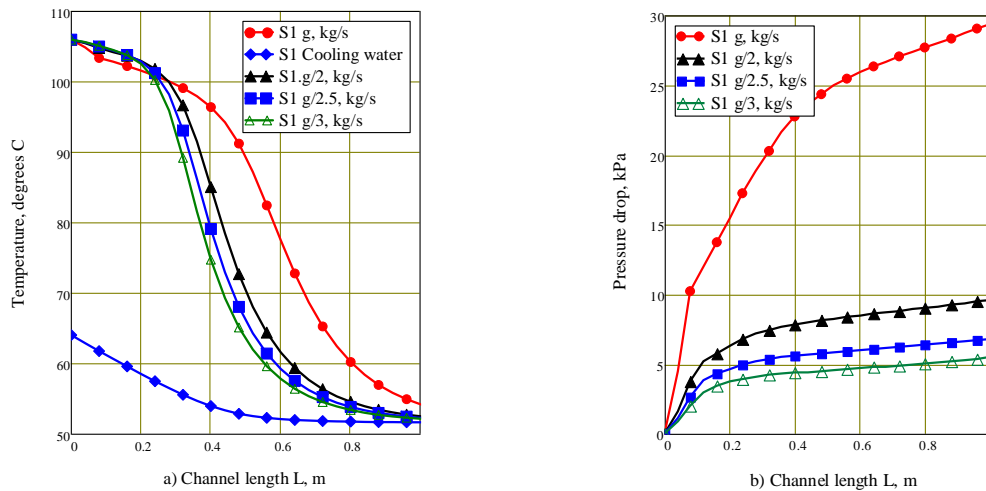 110
100
90
80
70
60
50
0
0.2
0.4
0.6
0.8
Temperature, degrees C
S1 g, kg/s
S1 Cooling water
S1.g/2, kg/s
S1 g/2.5, kg/s
S1 g/3, kg/s
a) Channel length L, m
30
25
20
15
10
5
0
0
0.2
0.4
0.6
0.8
Pressure drop, kPa
S1 g, kg/s
S1 g/2, kg/s
S1 g/2.5, kg/s
S1 g/3, kg/s
b) Channel length L, m